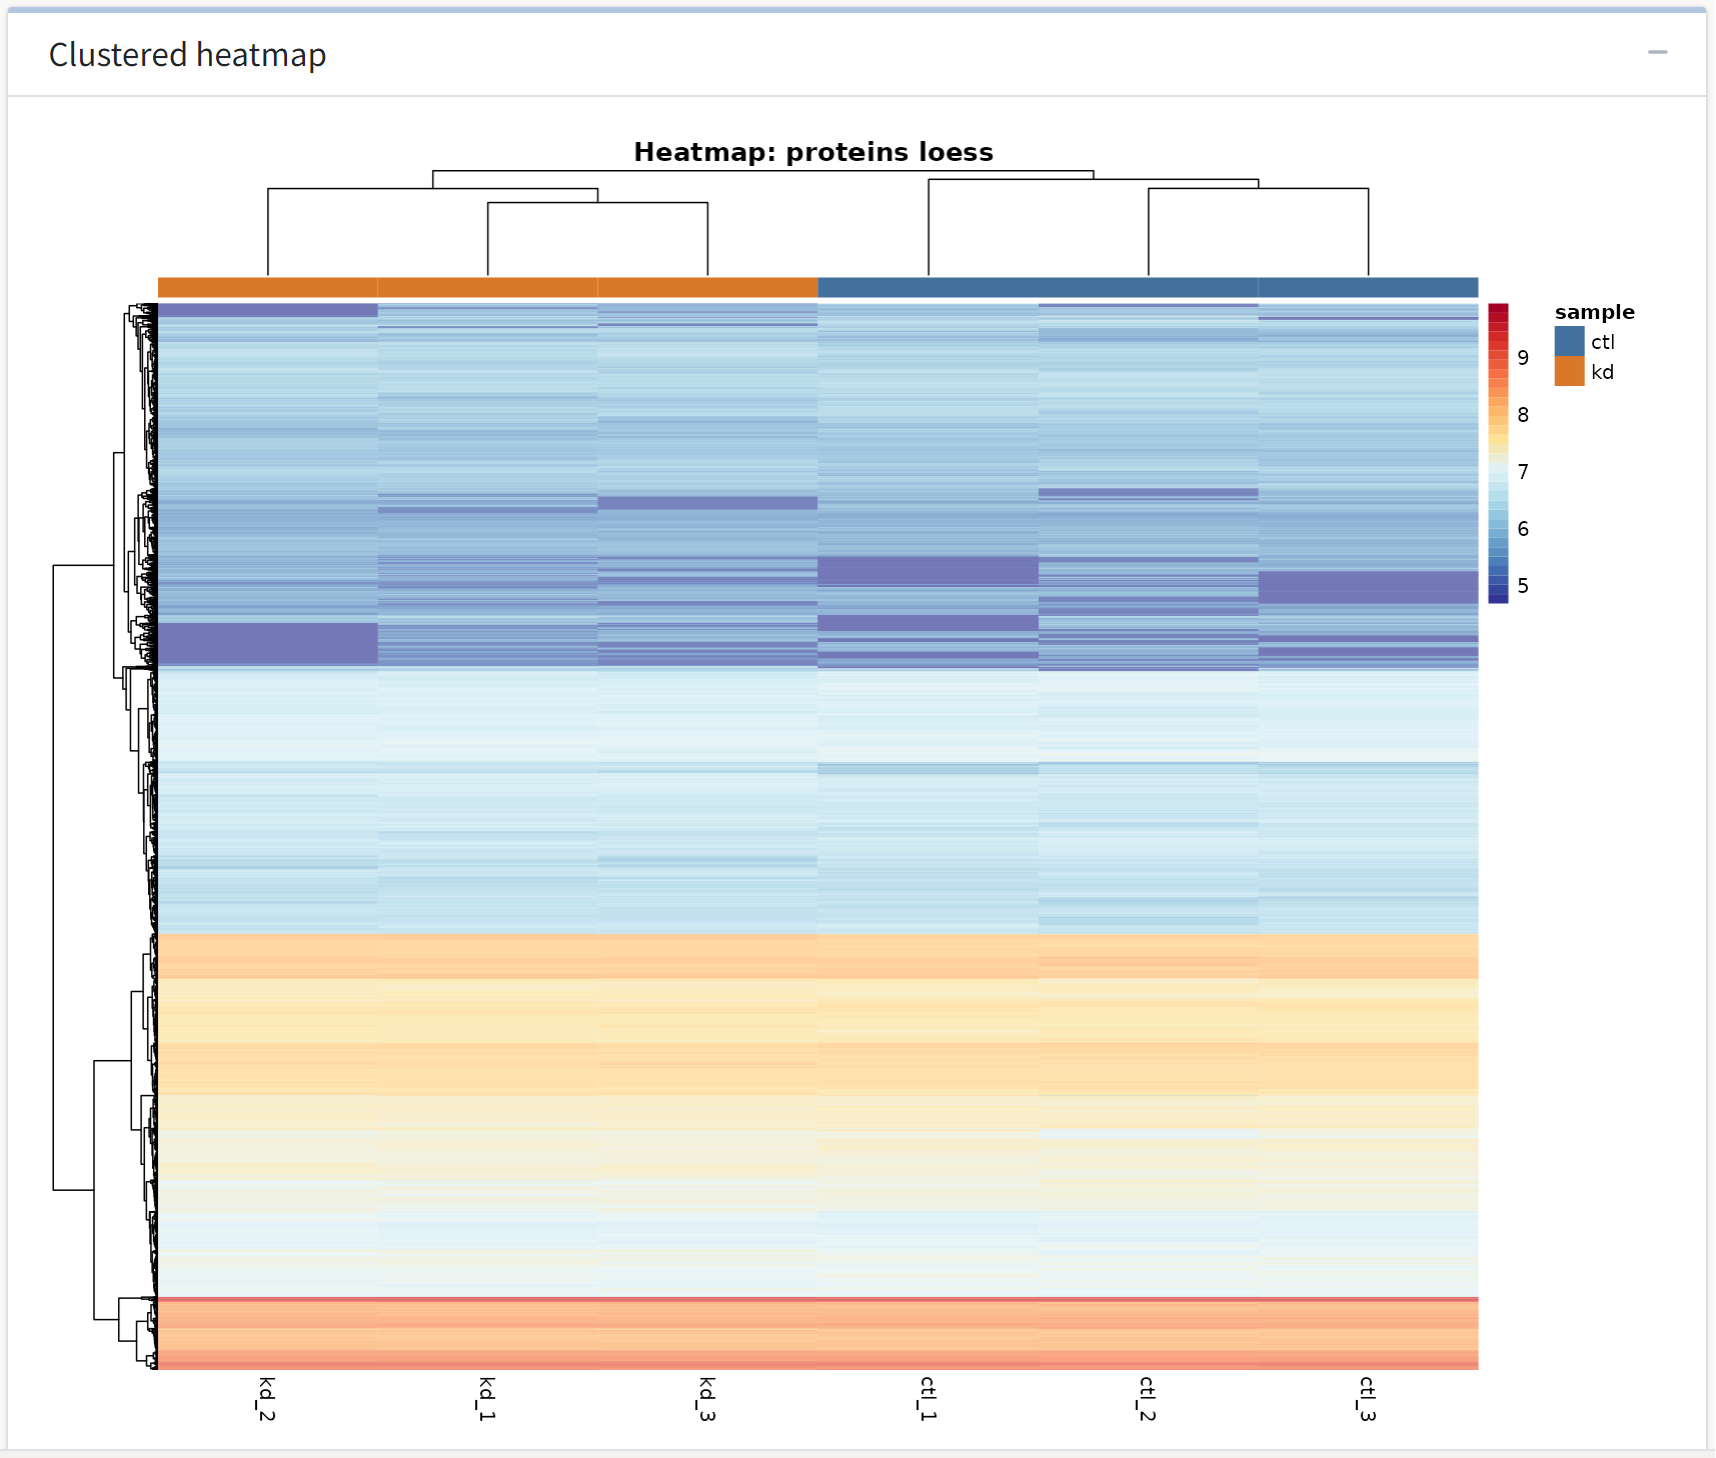 Clustered heatmap
Heatmap: proteins loess
sample
ctl
kd
9
8
7
6
5
kd_2
kd_1
kd_3
ctl_1
ctl_2
ctl_3